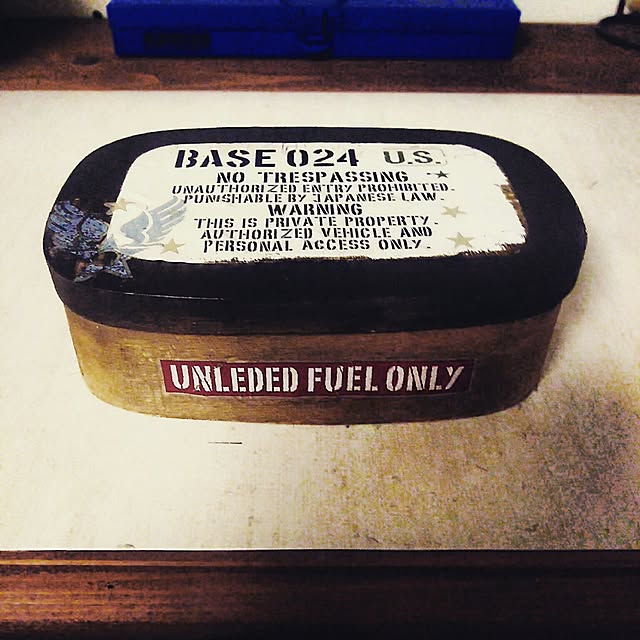 BASE 024 U.S.
NO TRESPASSING
UNAUTHORIZED ENTRY PROHIBITED.
PUNISHABLE BY JAPANESE LAW.
WARNING
THIS IS PRIVATE PROPERTY.
AUTHORIZED VEHICLE AND
PERSONAL ACCESS ONLY.
UNLEDED FUEL ONLY